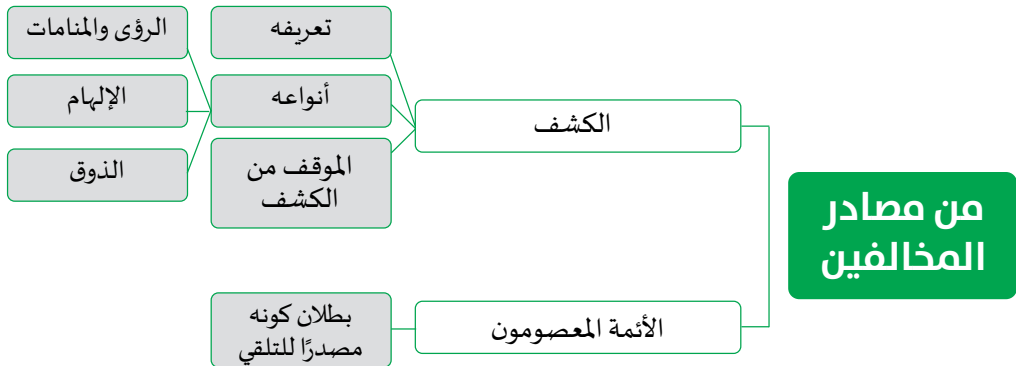 من مصادر
المخالفين
الكشف
تعريفه
أنواعه
الرؤى والمنامات
الإلهام
الذوق
الموقف من
الكشف
الأئمة المعصومون
بطلان كونه
مصدرًا للتلقي